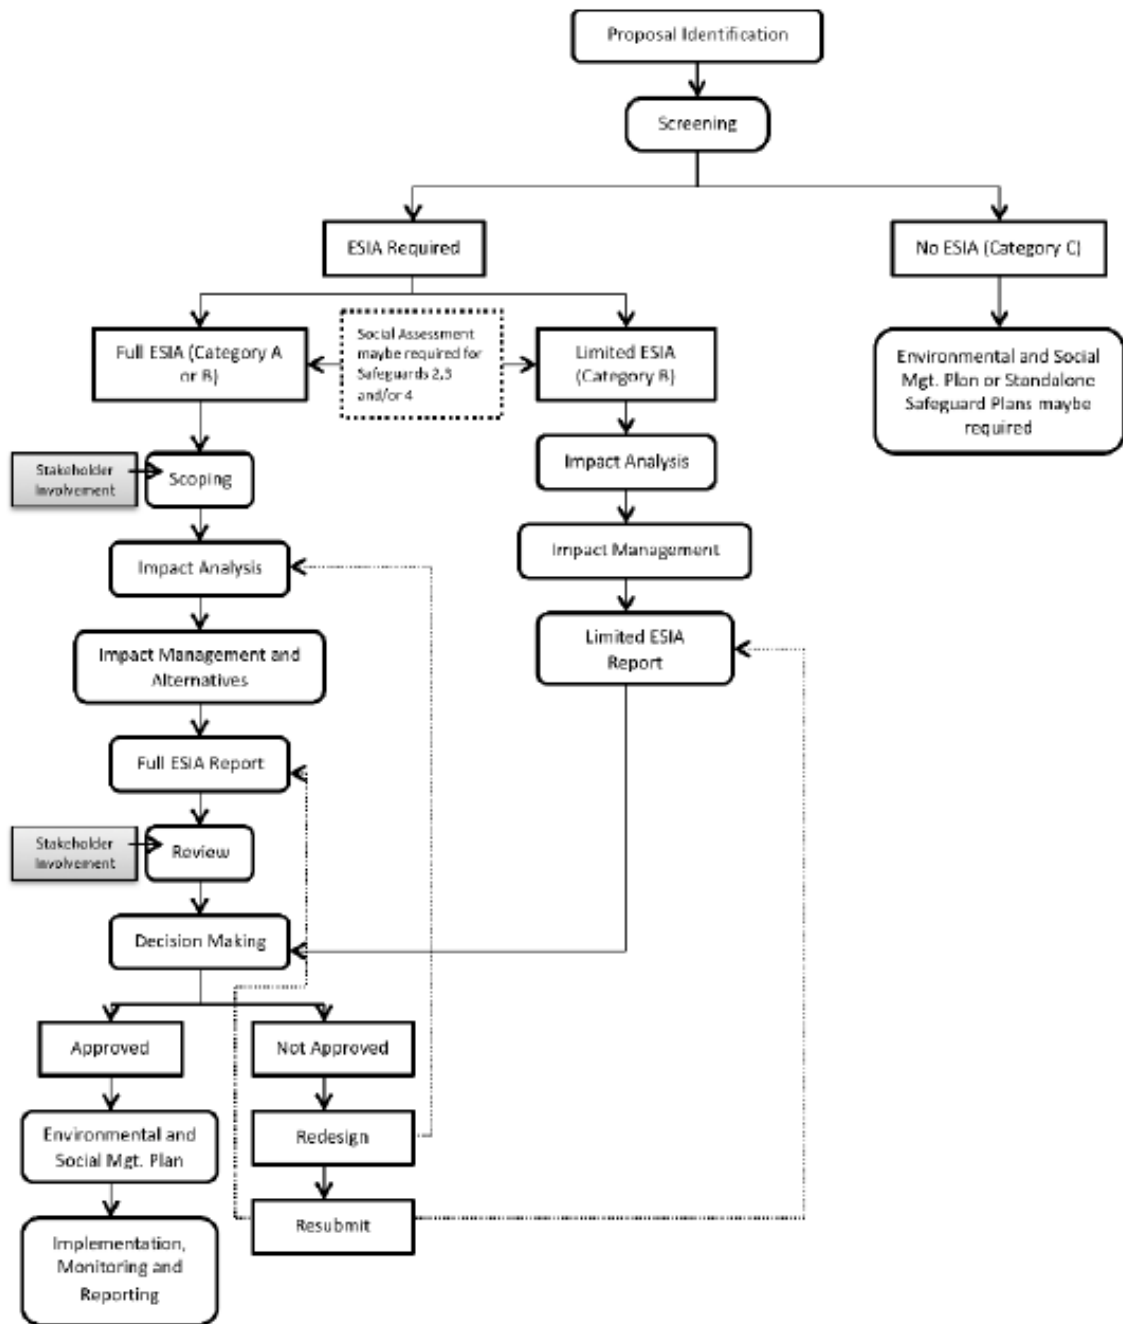 Proposal Identification
Screening
ESIA Required
No ESIA (Category C)
Full ESIA (Category A
or B)
Social Assessment
maybe required for
Safeguards 2,3
and/or 4
Limited ESIA
(Category B)
Environmental and Social
Mgt. Plan or Standalone
Safeguard Plans maybe
required
Stakeholder
Involvement
Scoping
Impact Analysis
Impact Analysis
Impact Management
Impact Management and
Alternatives
Limited ESIA
Report
Full ESIA Report
Stakeholder
Involvement
Review
Decision Making
Approved
Not Approved
Environmental and
Social Mgt. Plan
Redesign
Resubmit
Implementation,
Monitoring and
Reporting